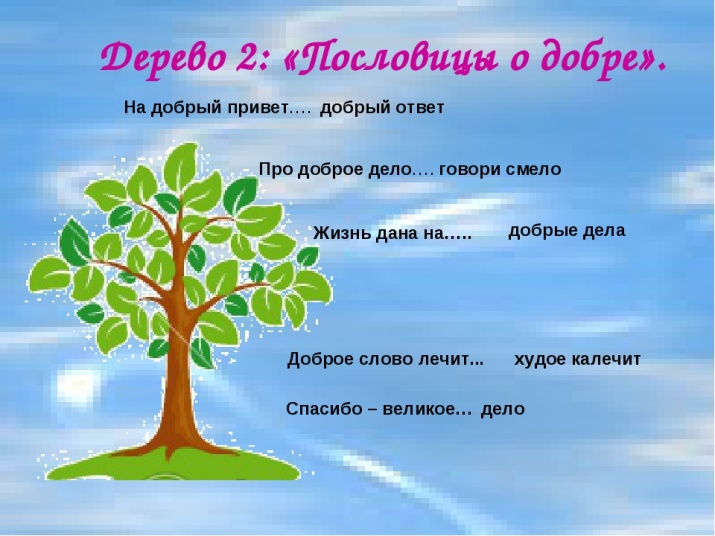 Дерево 2: «Пословицы о добре».
На добрый привет.… добрый ответ
Про доброе дело.… говори смело
Жизнь дана на….. добрые дела
Доброе слово лечит... худое калечит
Спасибо – великое… дело